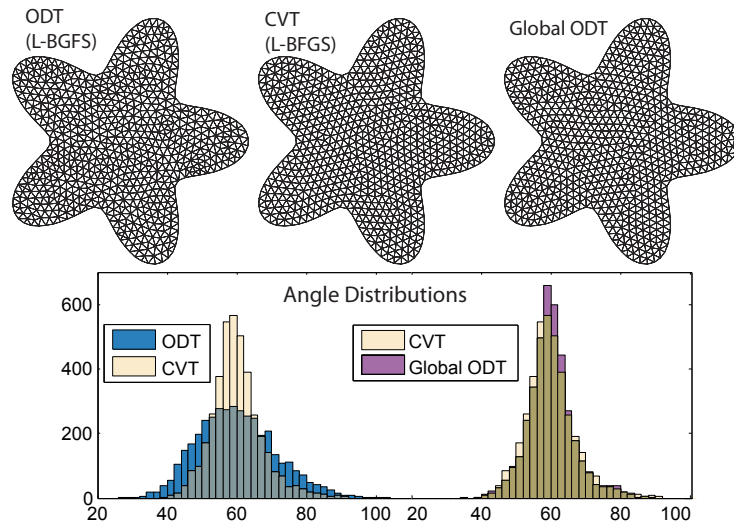 ODT
(L-BGFS)
CVT
(L-BFGS)
Global ODT
Angle Distributions
600
400
200
0
ODT
CVT
CVT
Global ODT
20 40 60 80 100 20 40 60 80 100